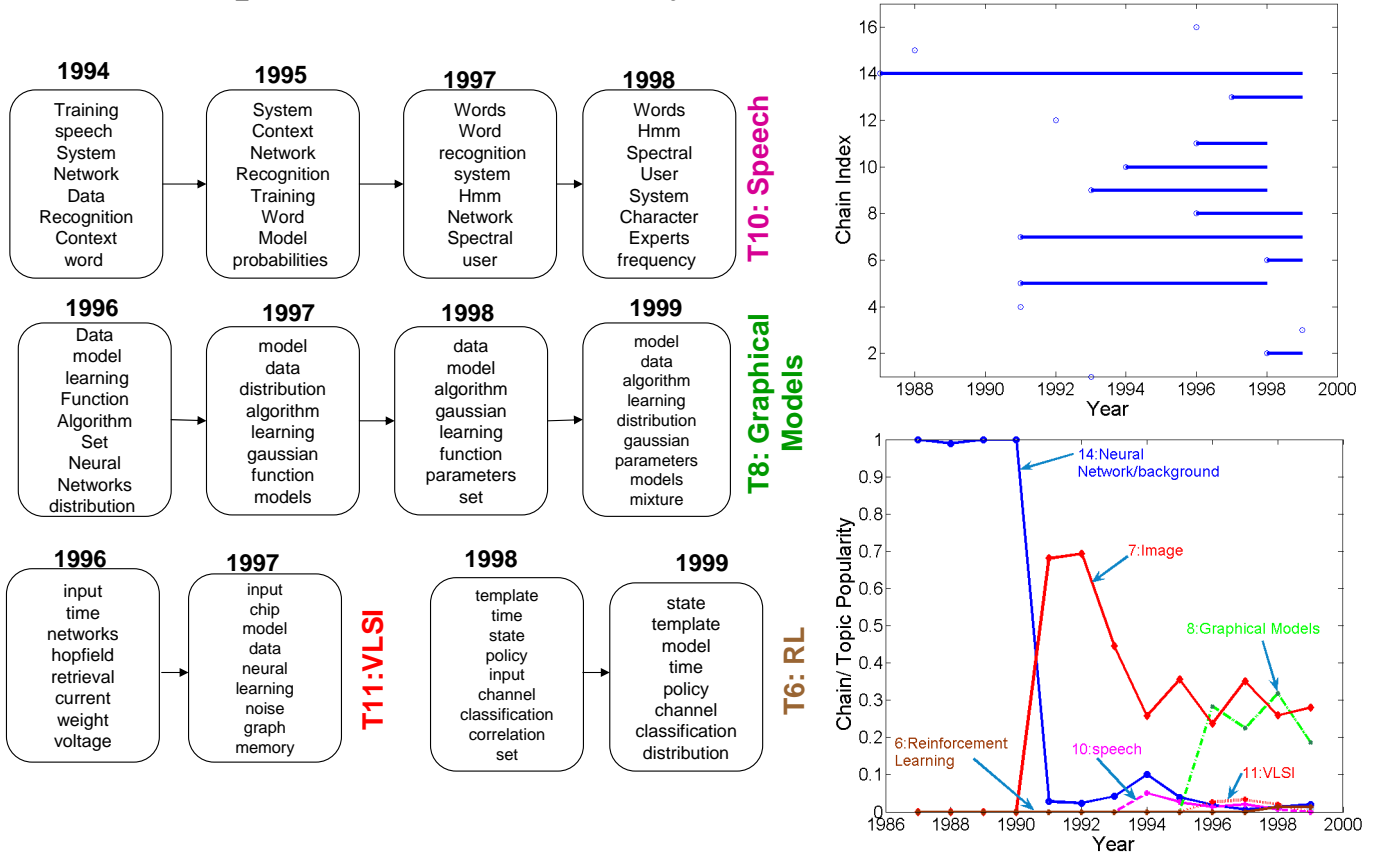 1994
Training
speech
System
Network
Data
Recognition
Context
word
1995
System
Context
Network
Recognition
Training
Word
Model
probabilities
1997
Words
Word
recognition
system
Hmm
Network
Spectral
user
1998
Words
Hmm
Spectral
User
System
Character
Experts
frequency
T10: Speech
1996
Data
model
learning
Function
Algorithm
Set
Neural
Networks
distribution
1997
model
data
distribution
algorithm
learning
gaussian
function
models
1998
data
model
algorithm
gaussian
learning
function
parameters
set
1999
model
data
algorithm
learning
distribution
gaussian
parameters
models
mixture
T8: Graphical
Models
1996
input
time
networks
hopfield
retrieval
current
weight
voltage
1997
input
chip
model
data
neural
learning
noise
graph
memory
T11:VLSI
1998
template
time
state
policy
input
channel
classification
correlation
set
1999
state
template
model
time
policy
channel
classification
distribution
T6: RL
16
14
12
10
8
6
4
2
Chain Index
1988
1990
1992
1994
1996
1998
2000
Year
1
0.9
0.8
0.7
0.6
0.5
0.4
0.3
0.2
0.1
0
Chain/ Topic Popularity
14:Neural
Network/background
7:Image
8:Graphical Models
6:Reinforcement
Learning
10:speech
11:VLSI
1986
1988
1990
1992
1994
1996
1998
2000
Year